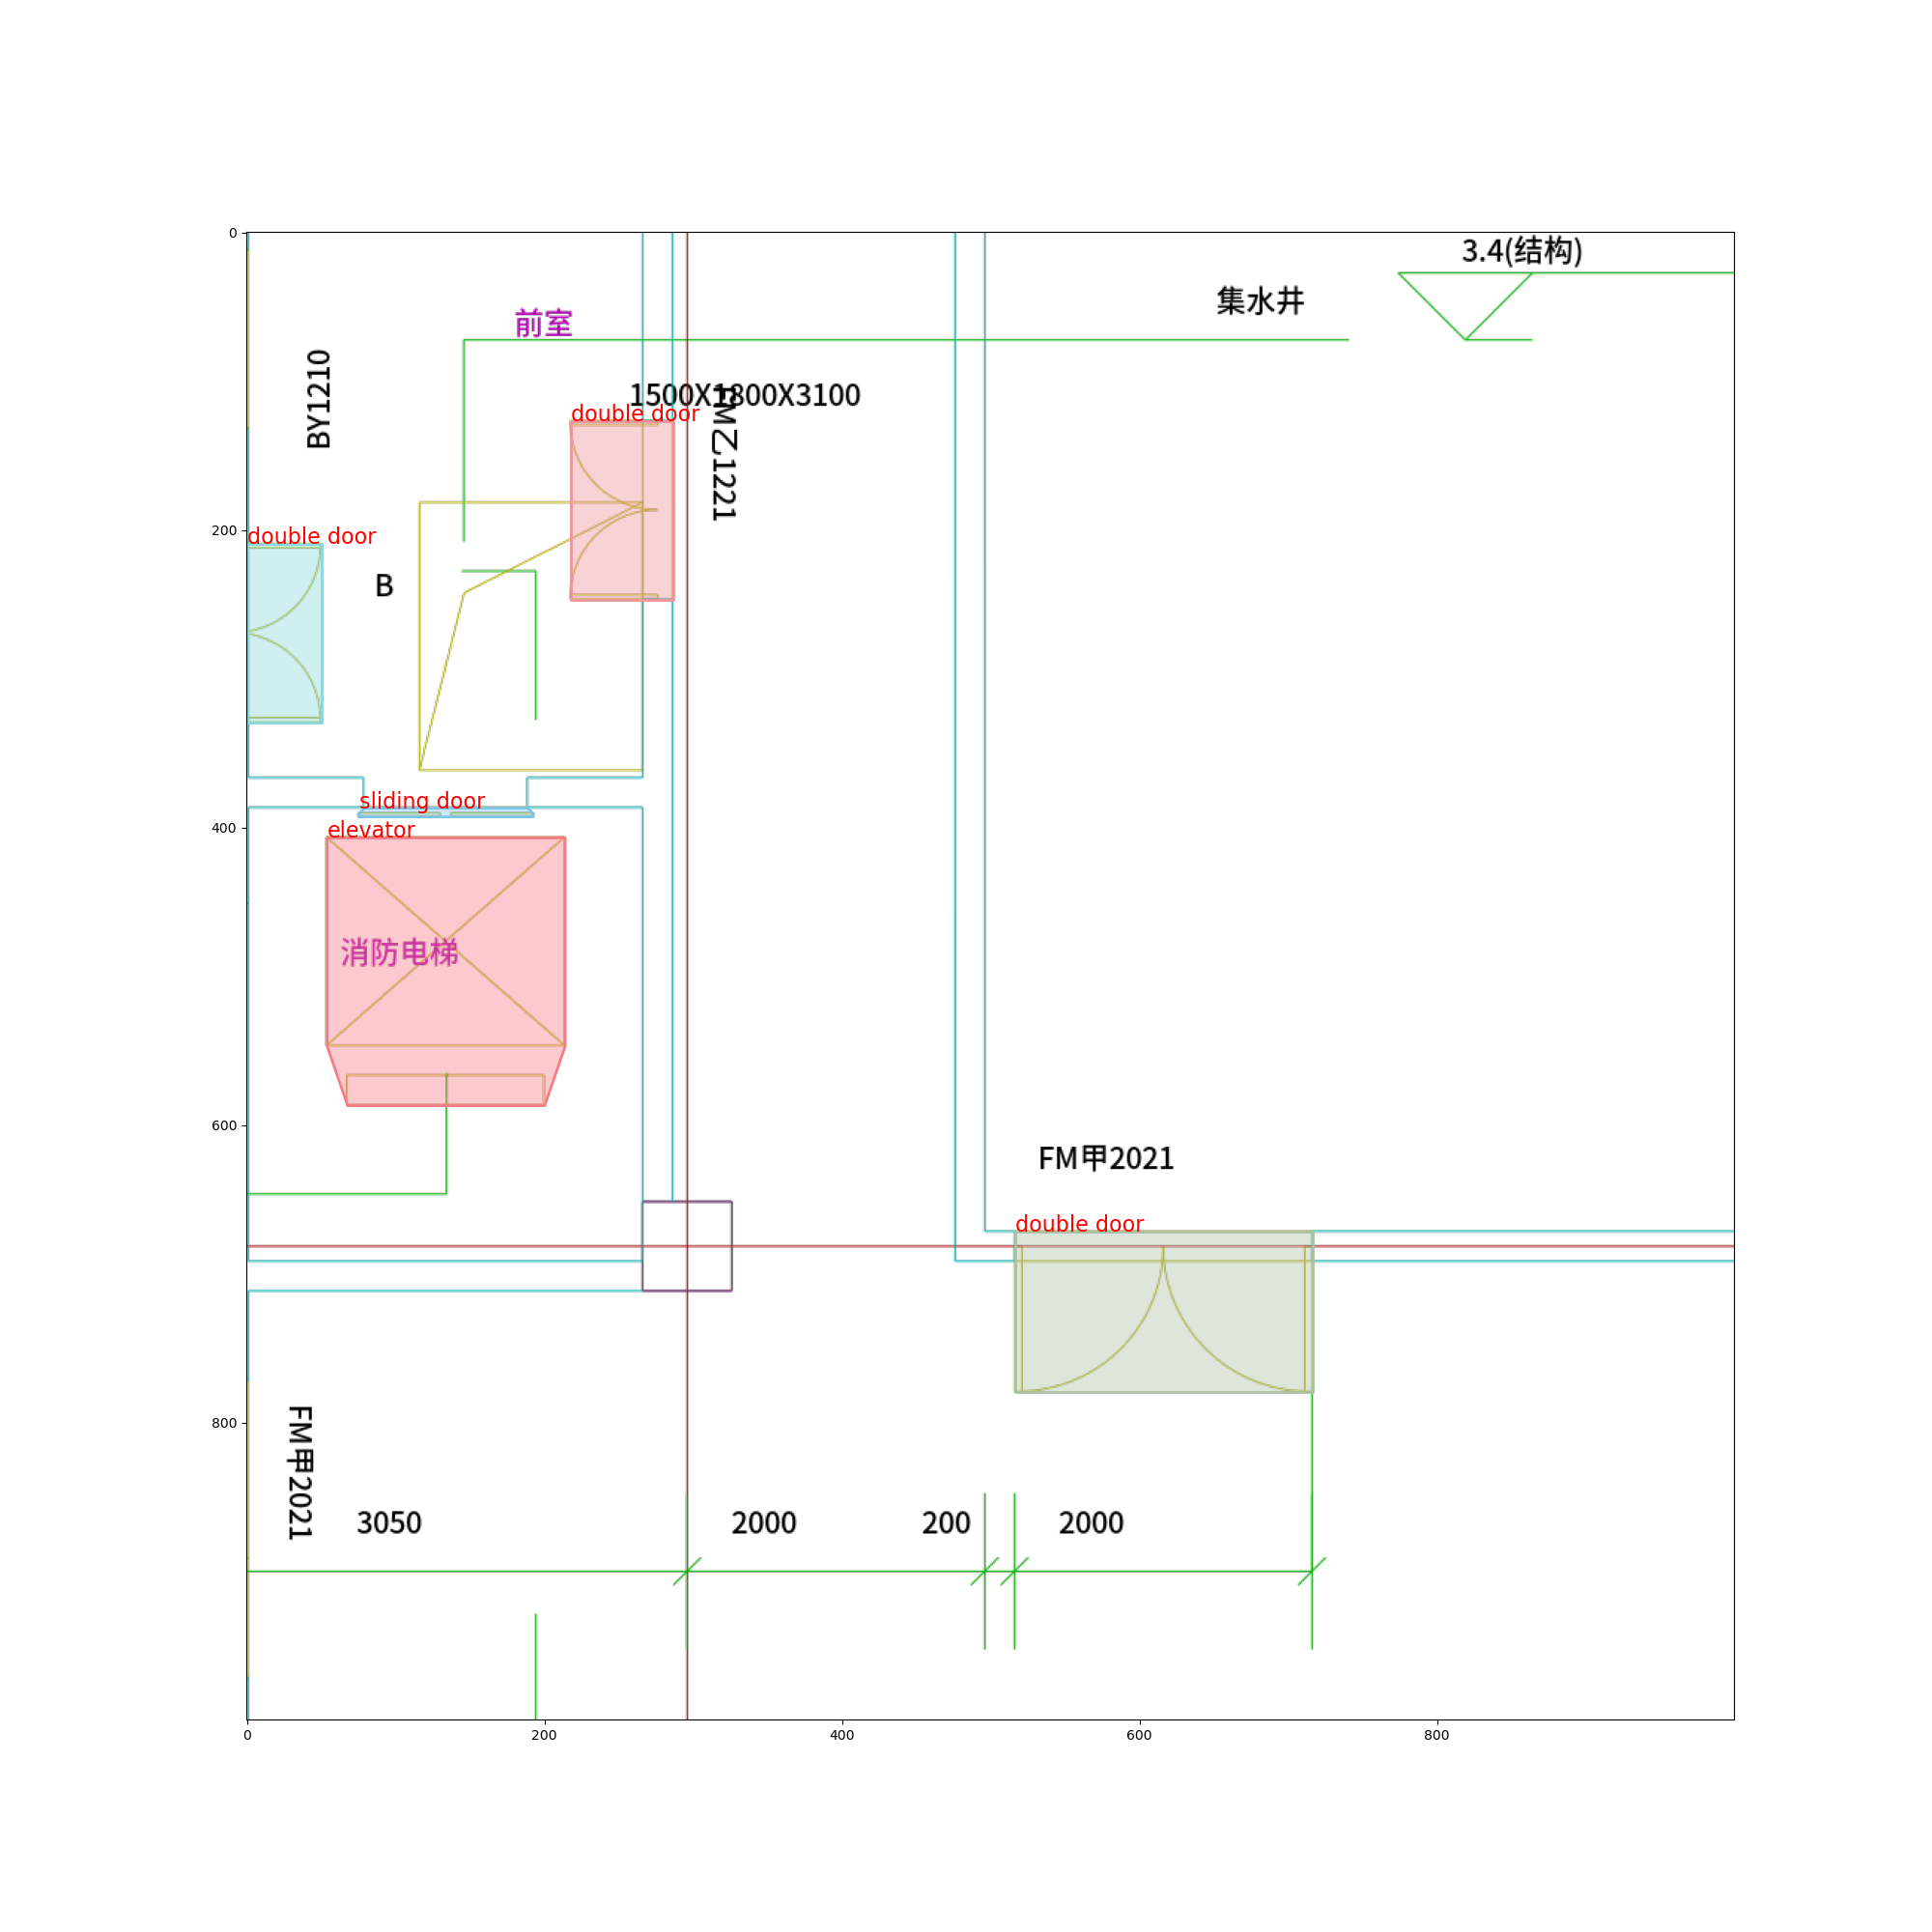 0
3.4(结构)
集水井
前室
BY1210
1500X1800X3100
double door
FM乙1221
200
double door
B
sliding door
400
elevator
消防电梯
600
FM甲2021
double door
800
FM甲2021
3050
2000
200
2000
0
200
400
600
800